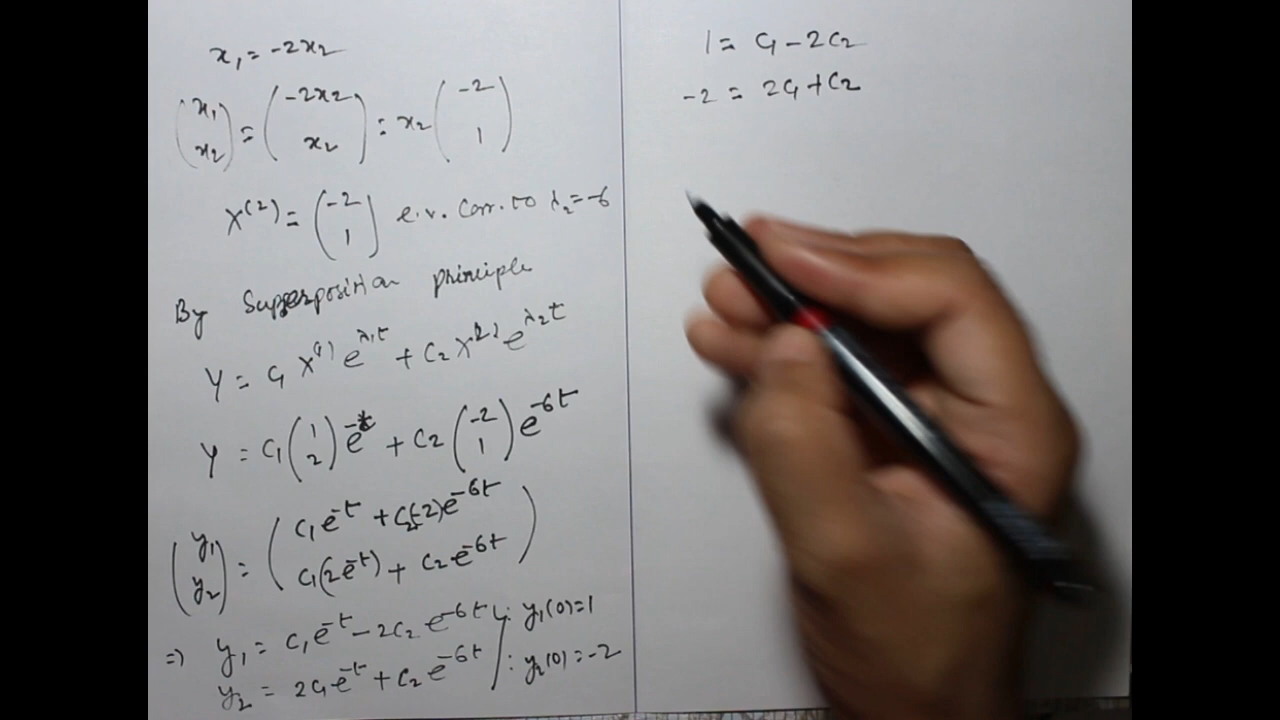 x₁ = -2x₂
(x₁ x₂) = (-2x₂ x₂) = x₂ (-2 1)
X⁽²⁾ = (-2 1) e.v. Corr. to λ₂ = -6
By Superposition principle
Y = C₁ X⁽¹⁾ e^λ₁t + C₂ X⁽²⁾ e^λ₂t
Y = C₁ (1 2) e^-t + C₂ (-2 1) e^-6t
(y₁ y₂) = (C₁e^-t + C₂(-2)e^-6t C₁(2e^-t) + C₂e^-6t)
⇒ y₁ = C₁e^-t - 2C₂ e^-6t ; y₁(0) = 1
y₂ = 2C₁e^-t + C₂ e^-6t ; y₂(0) = -2
1 = C₁ - 2C₂
-2 = 2C₁ + C₂